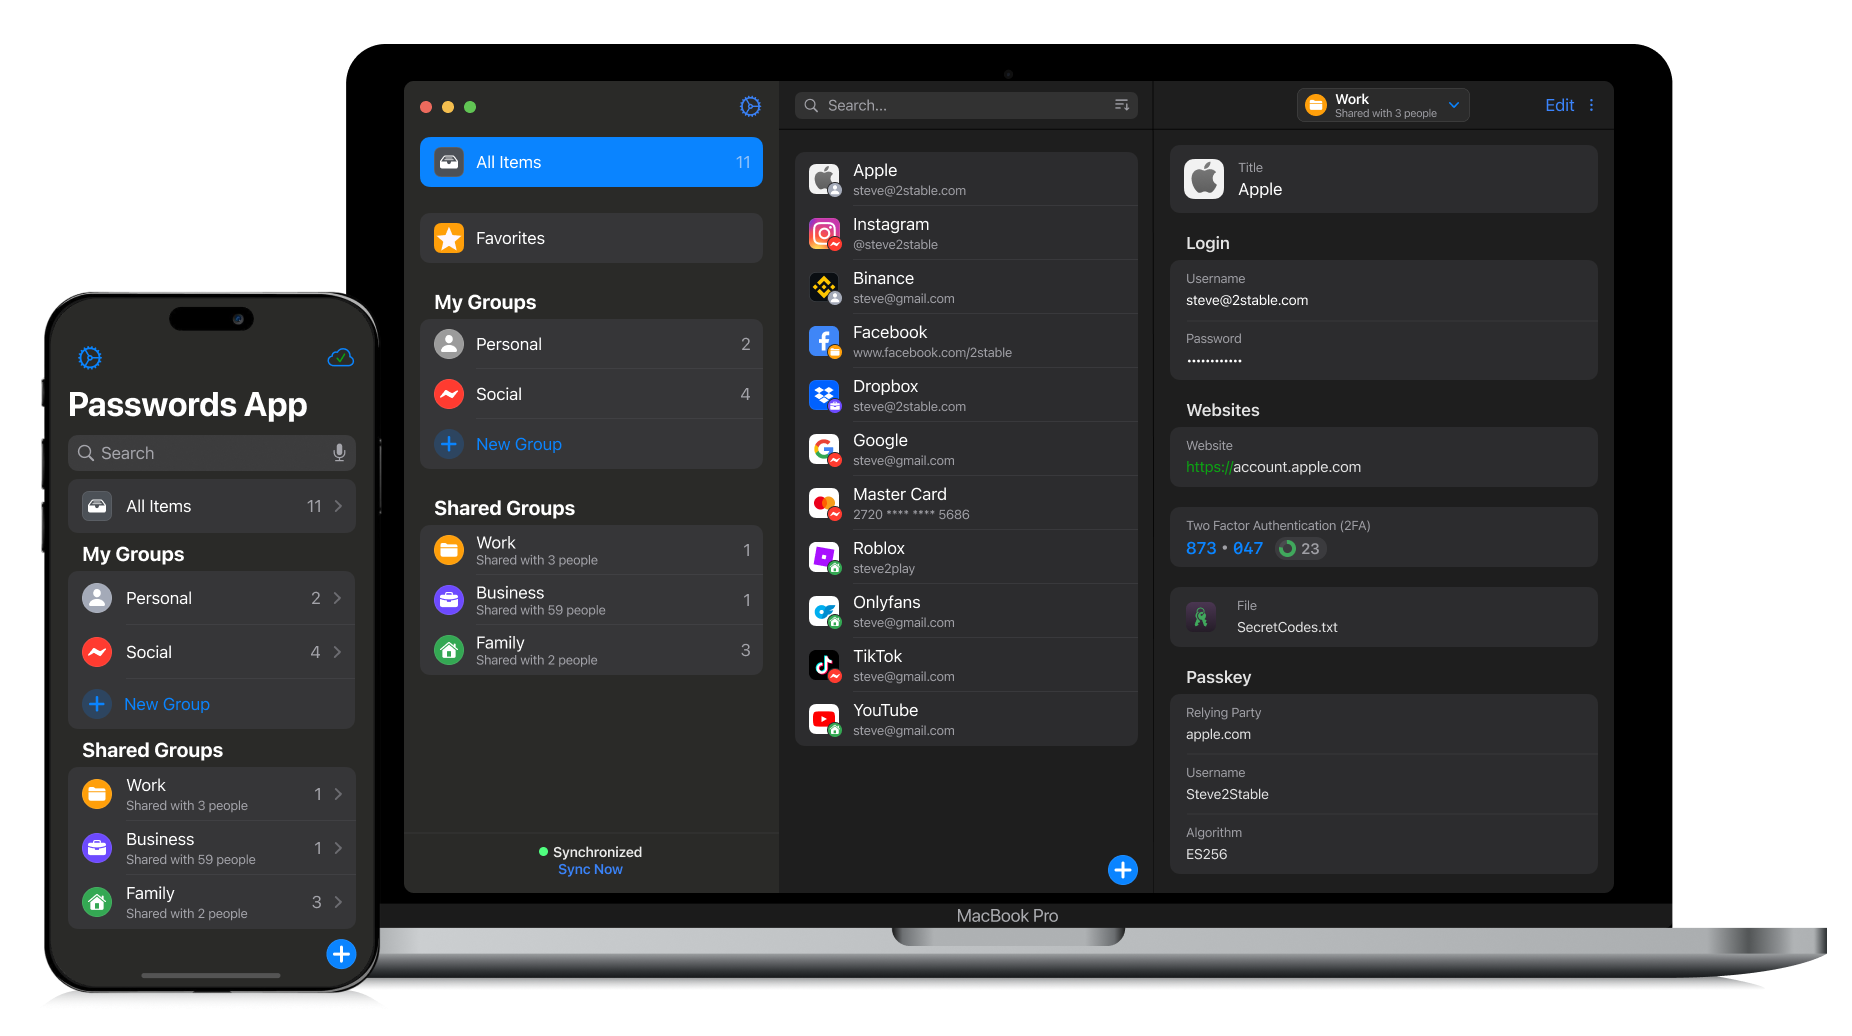 Passwords App
Search
All Items
11
My Groups
Personal
2
Social
4
New Group
Shared Groups
Work
Shared with 3 people
1
Business
Shared with 59 people
1
Family
Shared with 2 people
3
All Items
11
Favorites
My Groups
Personal
2
Social
4
New Group
Shared Groups
Work
Shared with 3 people
1
Business
Shared with 59 people
1
Family
Shared with 2 people
3
Synchronized
Sync Now
Search...
Apple
steve@2stable.com
Instagram
@steve2stable
Binance
steve@gmail.com
Facebook
www.facebook.com/2stable
Dropbox
steve@2stable.com
Google
steve@gmail.com
Master Card
2720 **** **** 5686
Roblox
steve2play
Onlyfans
steve@gmail.com
TikTok
steve@gmail.com
YouTube
steve@gmail.com
Work
Shared with 3 people
Edit
Title
Apple
Login
Username
steve@2stable.com
Password
••••••••••••
Websites
Website
https://account.apple.com
Two Factor Authentication (2FA)
873 • 047 23
File
SecretCodes.txt
Passkey
Relying Party
apple.com
Username
Steve2Stable
Algorithm
ES256
MacBook Pro